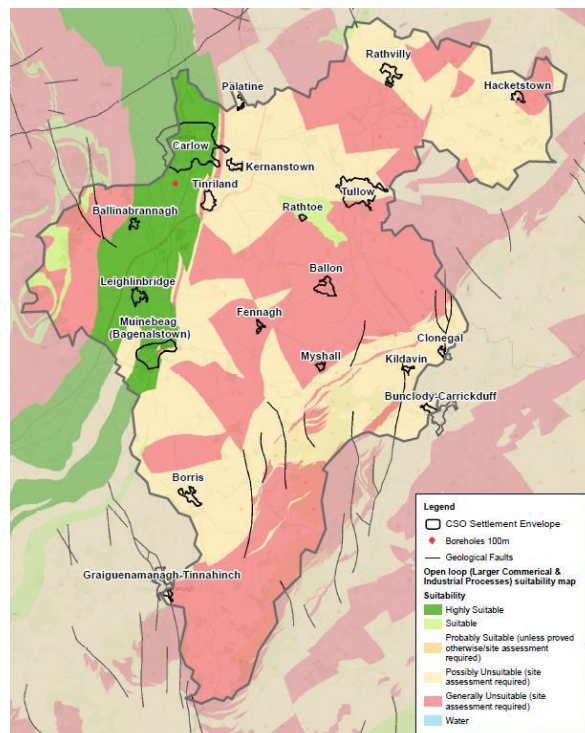 Rathvilly
Palatine
Hacketstown
Carlow
Kernanstown
Tinriland
Tullow
Ballinabrannagh
Rathtoe
Ballon
Leighlinbridge
Fennagh
Muinebeag
(Bagenalstown)
Clonegal
Myshall
Kildavin
Bunclody-Carrickduff
Borris
Graiguenamanagh-Tinnahinch
Legend
CSO Settlement Envelope
Boreholes 100m
Geological Faults
Open loop (Larger Commerical &
Industrial Processes) suitability map
Suitability
Highly Suitable
Suitable
Probably Suitable (unless proved
otherwise/site assessment
required)
Possibly Unsuitable (site
assessment required)
Generally Unsuitable (site
assessment required)
Water